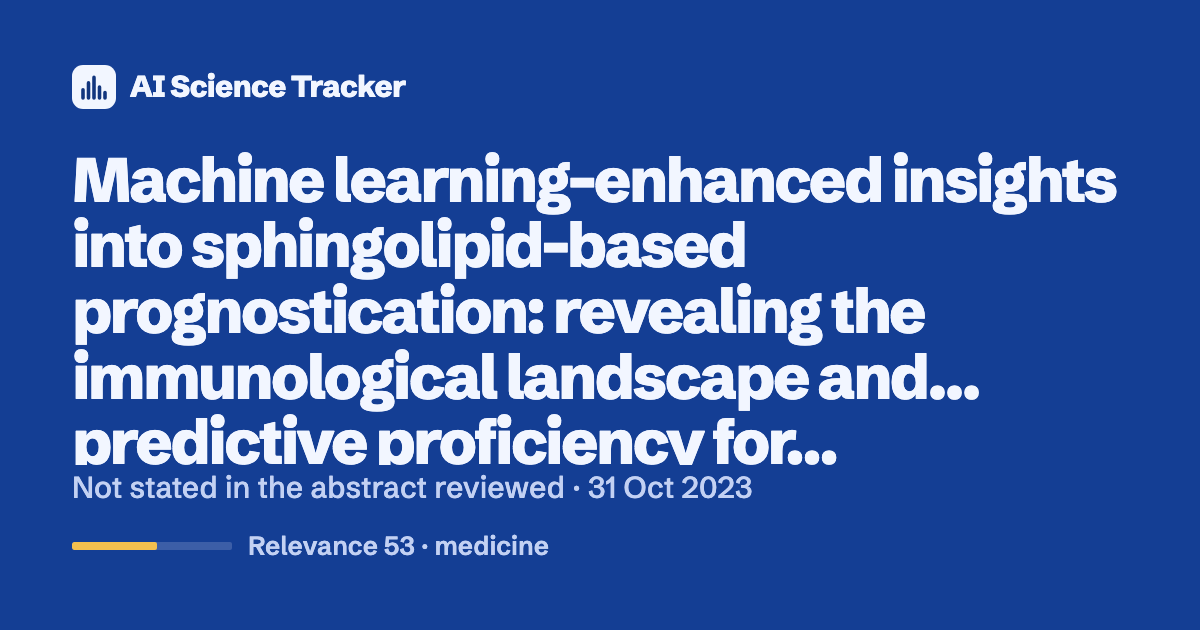 AI Science Tracker
Machine learning-enhanced insights
into sphingolipid-based
prognostication: revealing the
immunological landscape and...
predictive proficiency for...
Not stated in the abstract reviewed · 31 Oct 2023
Relevance 53 · medicine